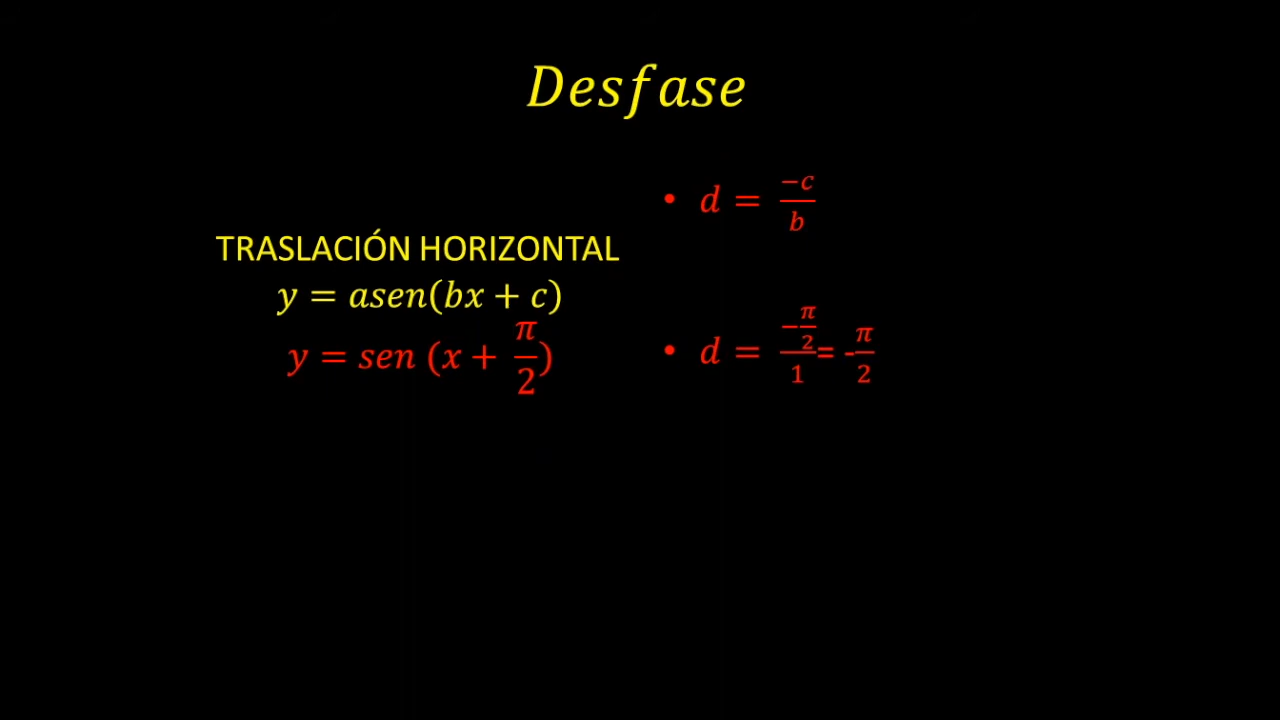 Desfase
TRASLACIÓN HORIZONTAL
y = asen(bx + c)
y = sen (x + π/2)
• d = −c/b
• d = −π/2/1 = -π/2